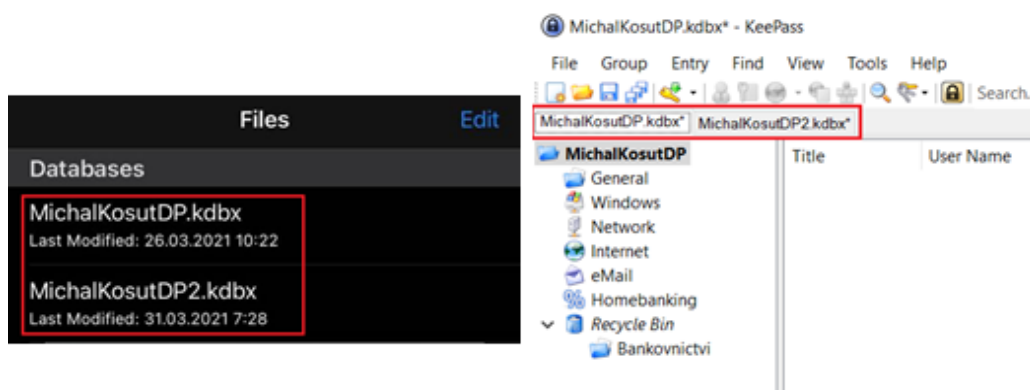 Files
Edit
Databases
MichalKosutDP.kdbx
Last Modified: 26.03.2021 10:22
MichalKosutDP2.kdbx
Last Modified: 31.03.2021 7:28
MichalKosutDP.kdbx* - KeePass
File Group Entry Find View Tools Help
Search.
MichalKosutDP.kdbx* MichalKosutDP2.kdbx*
MichalKosutDP
Title User Name
General
Windows
Network
Internet
eMail
Homebanking
Recycle Bin
Bankovnictvi